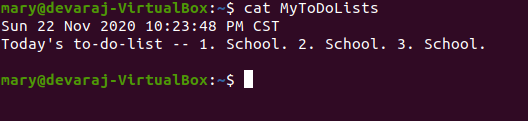 mary@devaraj-VirtualBox:~$ cat MyToDoLists
Sun 22 Nov 2020 10:23:48 PM CST
Today's to-do-list -- 1. School. 2. School. 3. School.
mary@devaraj-VirtualBox:~$